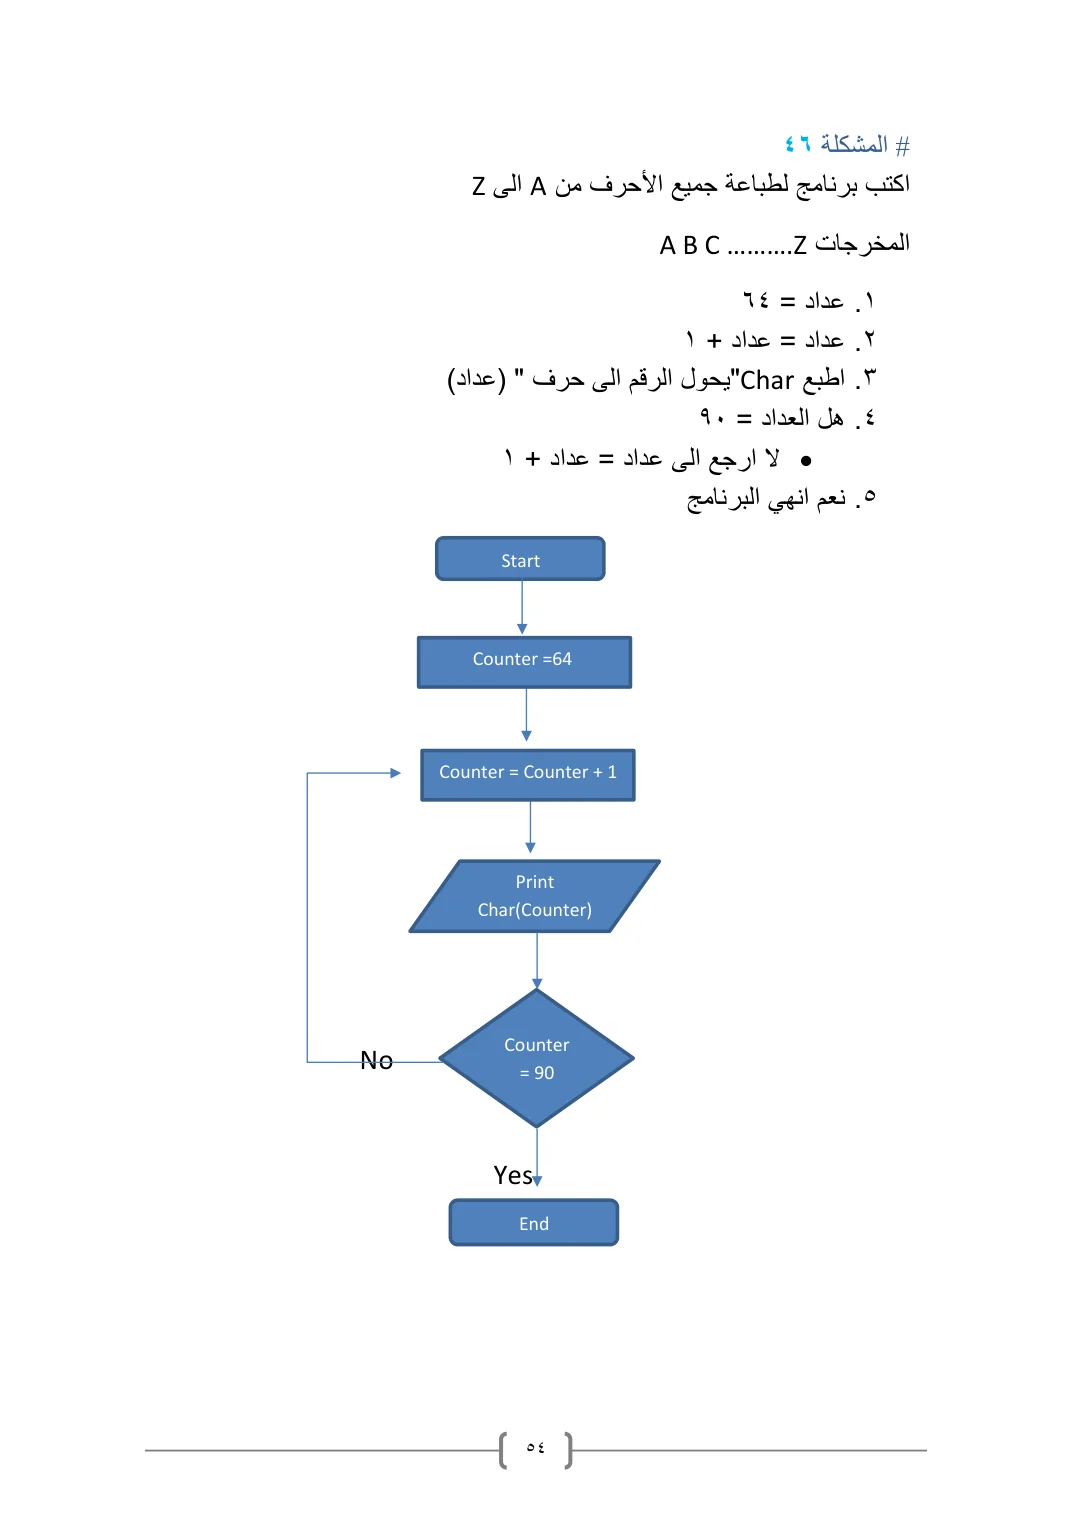 # المشكلة ٤٦
اكتب برنامج لطباعة جميع الأحرف من A الى Z
المخرجات A B C ……….Z
١. عداد = ٦٤
٢. عداد = عداد + ١
٣. اطبع Char"يحول الرقم الى حرف " (عداد)
٤. هل العداد = ٩٠
• لا ارجع الى عداد = عداد + ١
٥. نعم انهي البرنامج
Start
Counter =64
Counter = Counter + 1
Print
Char(Counter)
Counter
= 90
No
Yes
End
٥٤